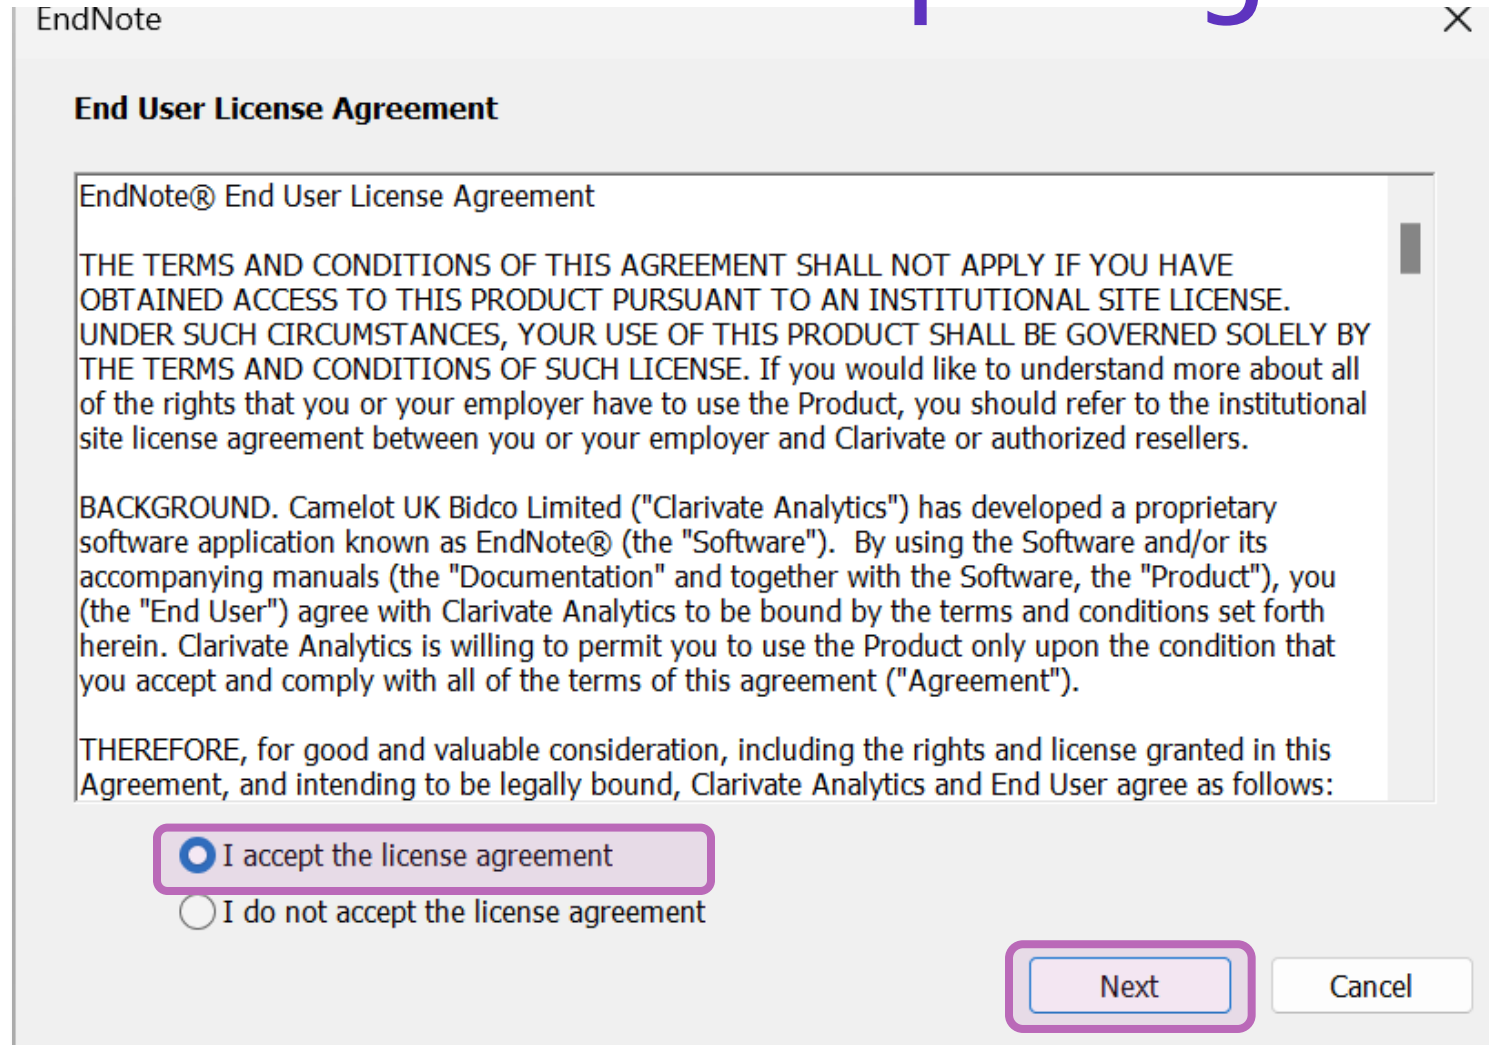 EndNote
End User License Agreement
EndNote® End User License Agreement
THE TERMS AND CONDITIONS OF THIS AGREEMENT SHALL NOT APPLY IF YOU HAVE
OBTAINED ACCESS TO THIS PRODUCT PURSUANT TO AN INSTITUTIONAL SITE LICENSE.
UNDER SUCH CIRCUMSTANCES, YOUR USE OF THIS PRODUCT SHALL BE GOVERNED SOLELY BY
THE TERMS AND CONDITIONS OF SUCH LICENSE. If you would like to understand more about all
of the rights that you or your employer have to use the Product, you should refer to the institutional
site license agreement between you or your employer and Clarivate or authorized resellers.
BACKGROUND. Camelot UK Bidco Limited ("Clarivate Analytics") has developed a proprietary
software application known as EndNote® (the "Software").  By using the Software and/or its
accompanying manuals (the "Documentation" and together with the Software, the "Product"), you
(the "End User") agree with Clarivate Analytics to be bound by the terms and conditions set forth
herein. Clarivate Analytics is willing to permit you to use the Product only upon the condition that
you accept and comply with all of the terms of this agreement ("Agreement").
THEREFORE, for good and valuable consideration, including the rights and license granted in this
Agreement, and intending to be legally bound, Clarivate Analytics and End User agree as follows:
I accept the license agreement
I do not accept the license agreement
Next
Cancel